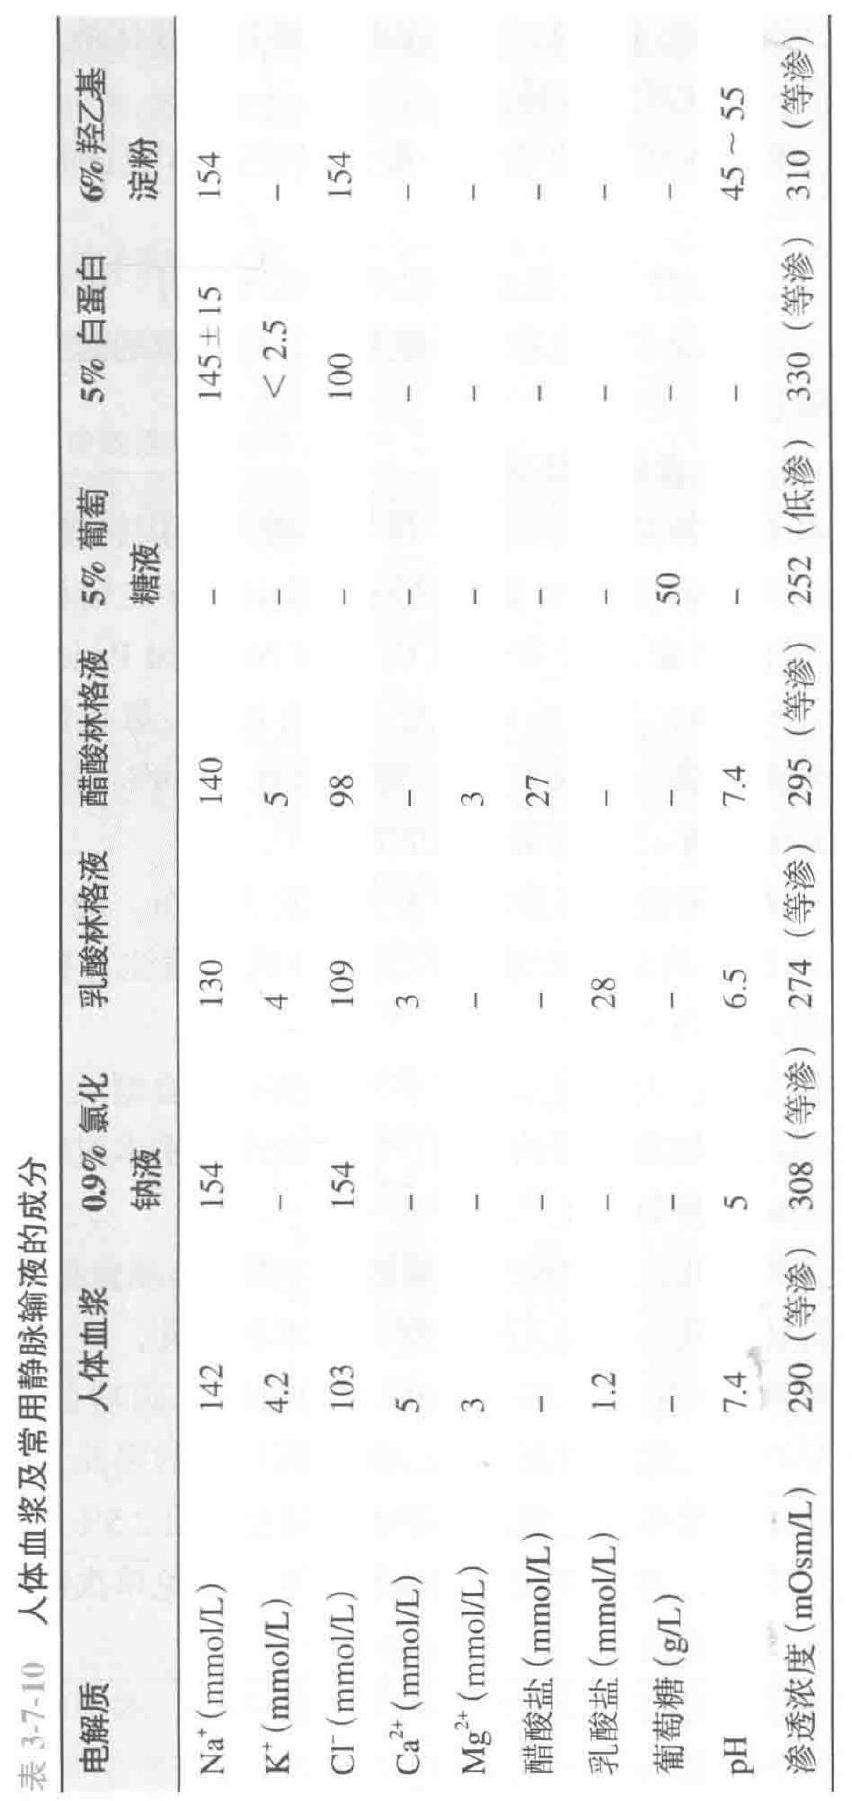 表 3-7-10 人体血浆及常用静脉输液的成分
电解质 人体血浆 0.9% 氯化钠液 乳酸林格液 醋酸林格液 5% 葡萄糖液 5% 白蛋白 6% 羟乙基淀粉
Na⁺ (mmol/L) 142 154 130 140 – 145±15 154
K⁺ (mmol/L) 4.2 – 4 5 – < 2.5 –
Cl⁻ (mmol/L) 103 154 109 98 – 100 154
Ca²⁺ (mmol/L) 5 – 3 – – – –
Mg²⁺ (mmol/L) 3 – – 3 – – –
醋酸盐 (mmol/L) – – – 27 – – –
乳酸盐 (mmol/L) 1.2 – 28 – – – –
葡萄糖 (g/L) – – – – 50 – –
pH 7.4 5 6.5 7.4 – – 4.5 ~ 5.5
渗透浓度 (mOsm/L) 290 (等渗) 308 (等渗) 274 (等渗) 295 (等渗) 252 (低渗) 330 (等渗) 310 (等渗)